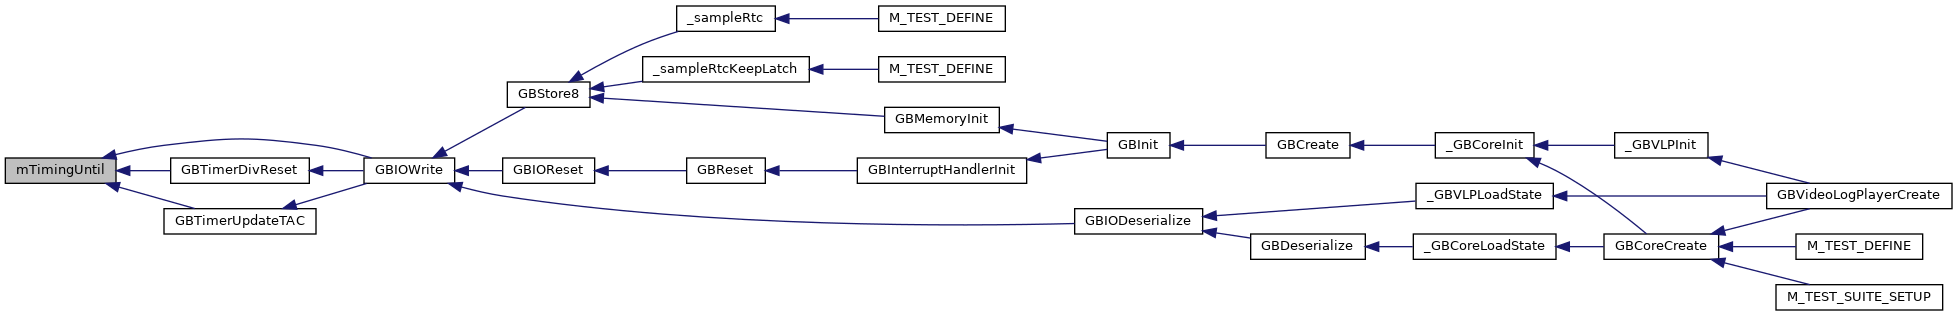 _sampleRtc
M_TEST_DEFINE
_sampleRtcKeepLatch
M_TEST_DEFINE
GBStore8
GBMemoryInit
GBInit
GBCreate
_GBCoreInit
_GBVLPInit
mTimingUntil
GBTimerDivReset
GBIOWrite
GBIOReset
GBReset
GBInterruptHandlerInit
_GBVLPLoadState
GBVideoLogPlayerCreate
GBTimerUpdateTAC
GBIODeserialize
GBDeserialize
_GBCoreLoadState
GBCoreCreate
M_TEST_DEFINE
M_TEST_SUITE_SETUP